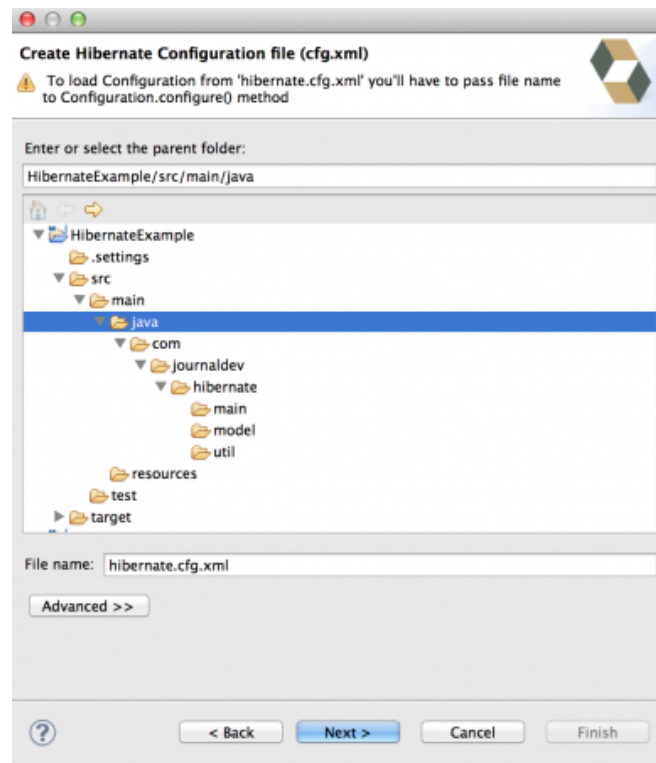 Create Hibernate Configuration file (cfg.xml)
To load Configuration from 'hibernate.cfg.xml' you'll have to pass file name
to Configuration.configure() method
Enter or select the parent folder:
HibernateExample/src/main/java
HibernateExample
.settings
src
main
java
com
journaldev
hibernate
main
model
util
resources
test
target
File name: hibernate.cfg.xml
Advanced >>
? < Back Next > Cancel Finish